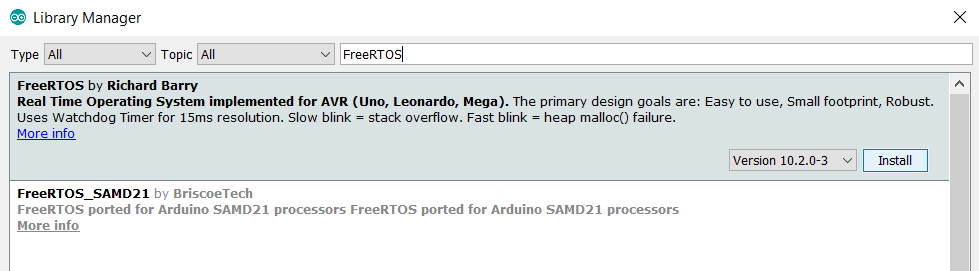 Library Manager
Type All Topic All FreeRTOS
FreeRTOS by Richard Barry
Real Time Operating System implemented for AVR (Uno, Leonardo, Mega). The primary design goals are: Easy to use, Small footprint, Robust.
Uses Watchdog Timer for 15ms resolution. Slow blink = stack overflow. Fast blink = heap malloc() failure.
More info
Version 10.2.0-3 Install
FreeRTOS_SAMD21 by BriscoeTech
FreeRTOS ported for Arduino SAMD21 processors FreeRTOS ported for Arduino SAMD21 processors
More info